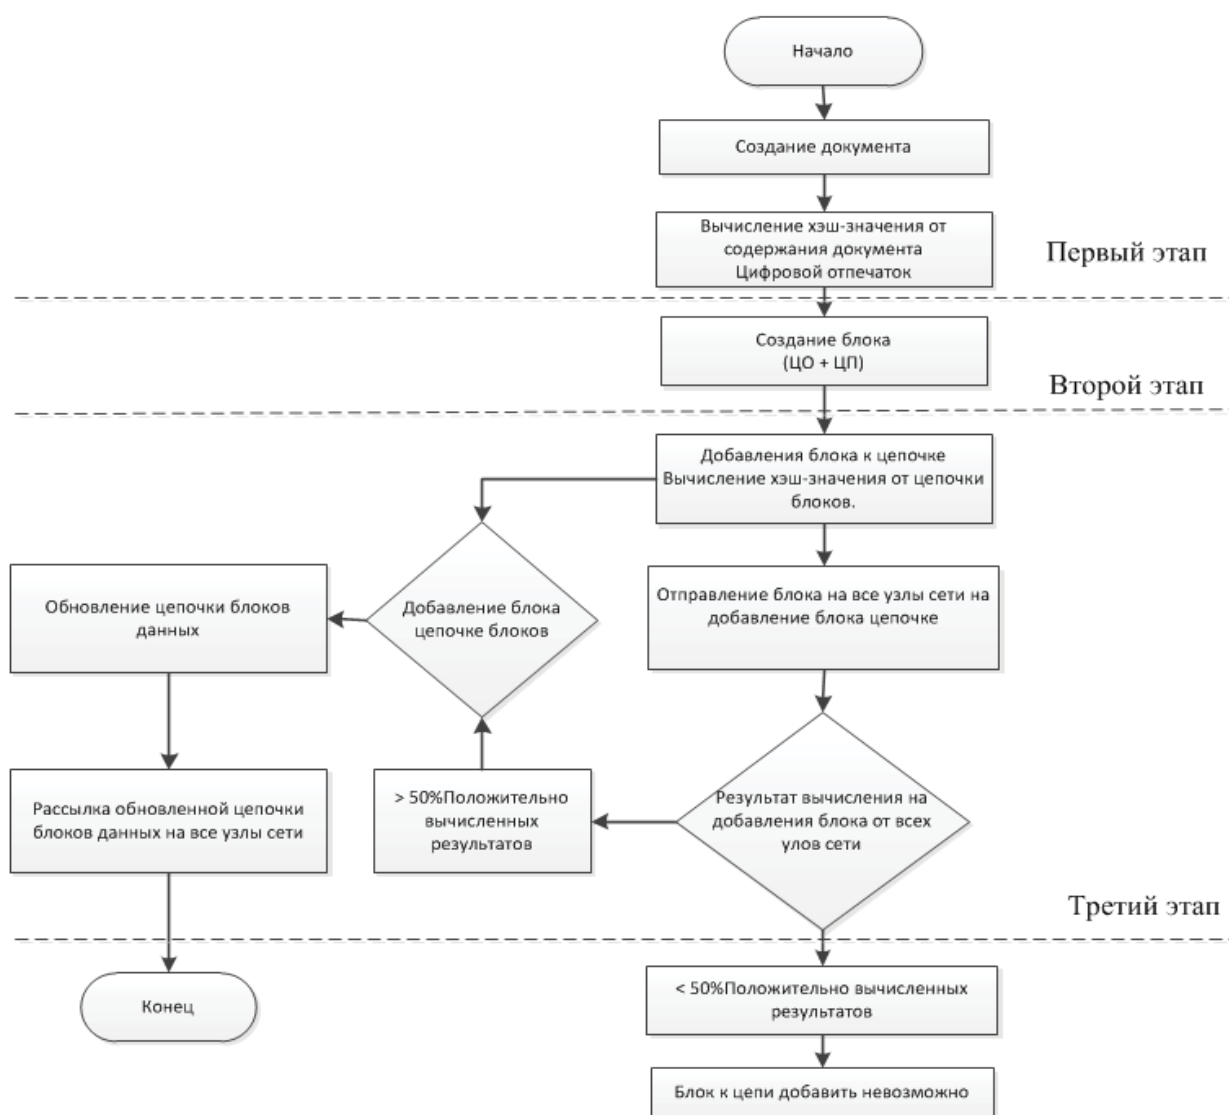 Начало
Создание документа
Вычисление хэш-значения от
содержания документа
Цифровой отпечаток
Первый этап
Создание блока
(ЦО + ЦП)
Второй этап
Добавления блока к цепочке
Вычисление хэш-значения от цепочки
блоков.
Обновление цепочки блоков
данных
Добавление блока
цепочке блоков
Отправление блока на все узлы сети на
добавление блока цепочке
Рассылка обновленной цепочки
блоков данных на все узлы сети
> 50%Положительно
вычисленных
результатов
Результат вычисления на
добавления блока от всех
улов сети
Третий этап
Конец
< 50%Положительно вычисленных
результатов
Блок к цепи добавить невозможно